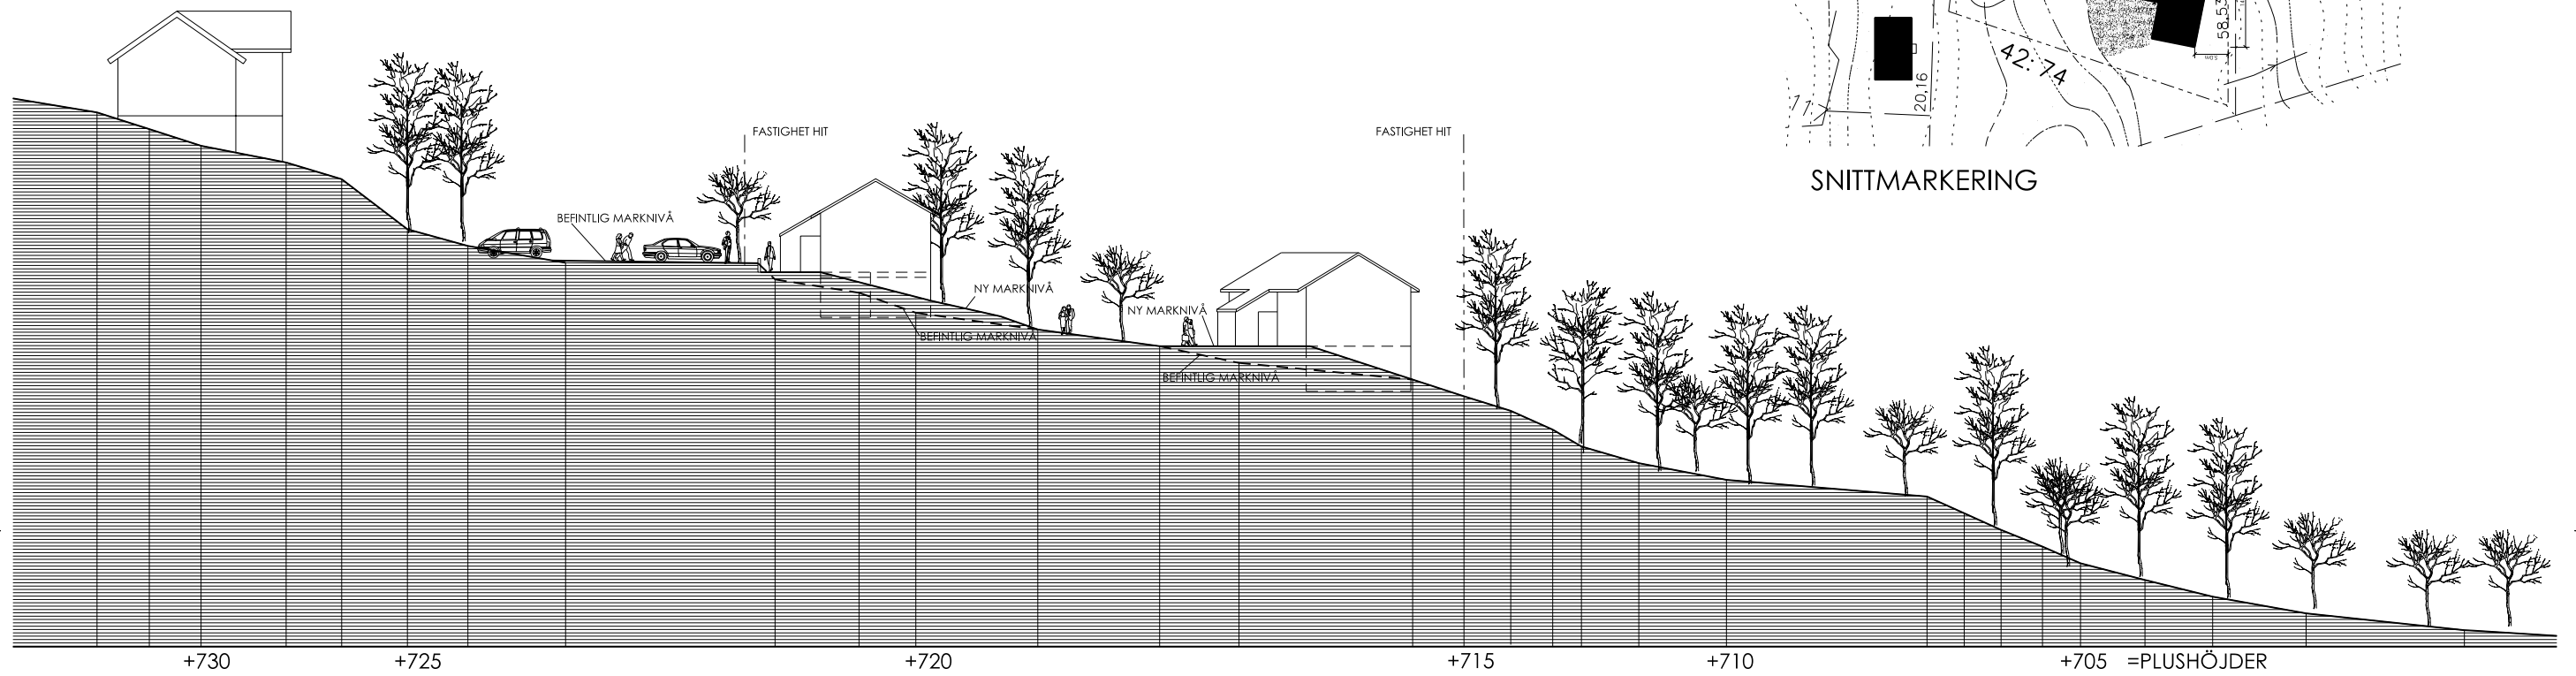 58.53
42:74
20,16
11
SNITTMARKERING
FASTIGHET HIT
FASTIGHET HIT
BEFINTLIG MARKNIVÅ
NY MARKNIVÅ
BEFINTLIG MARKNIVÅ
NY MARKNIVÅ
BEFINTLIG MARKNIVÅ
+730 +725 +720 +715 +710 +705 =PLUSHÖJDER